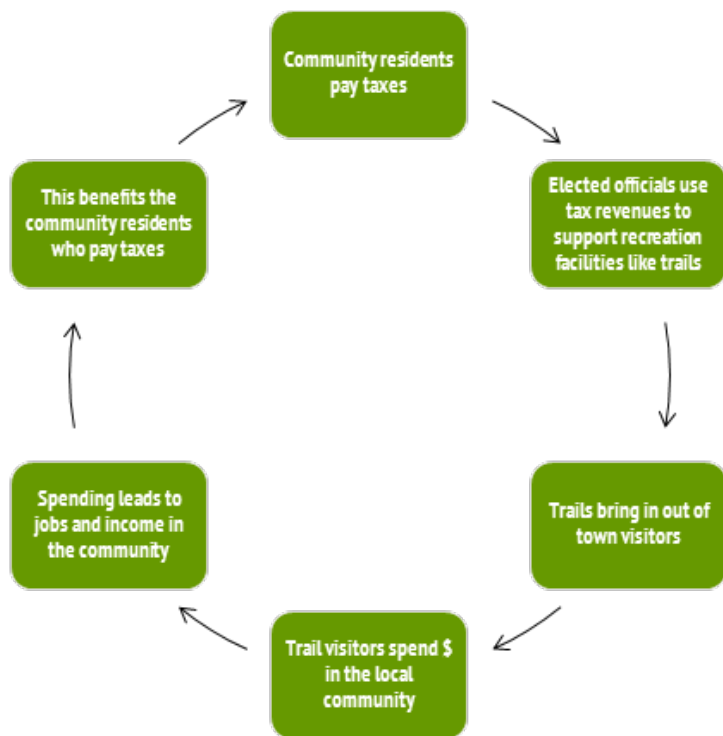 Community residents
pay taxes
Elected officials use
tax revenues to
support recreation
facilities like trails
Trails bring in out of
town visitors
Trail visitors spend $
in the local
community
Spending leads to
jobs and income in
the community
This benefits the
community residents
who pay taxes